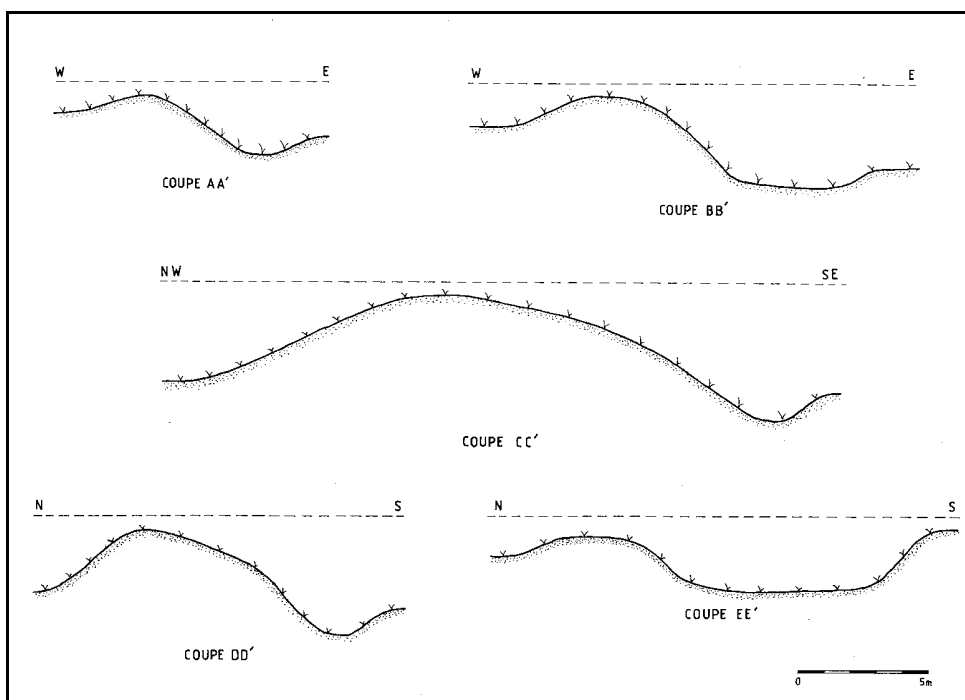 W E
COUPE AA′
W E
COUPE BB′
NW SE
COUPE CC′
N S
COUPE DD′
N S
COUPE EE′
0 5m